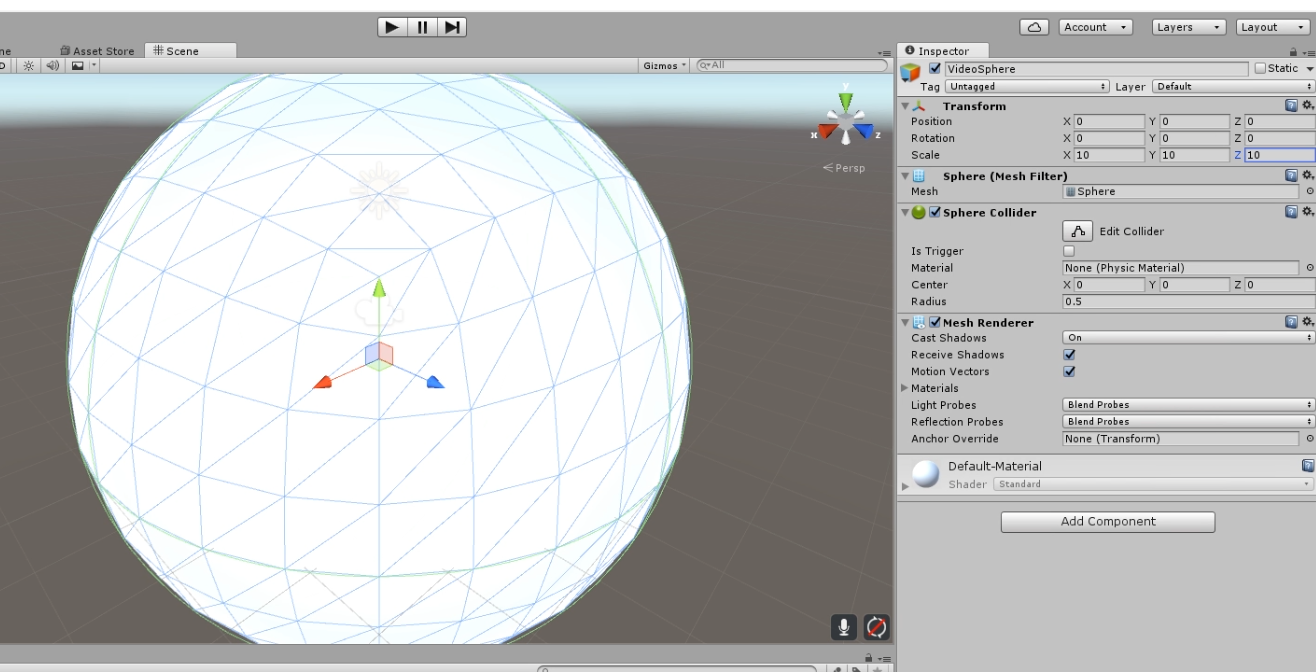 Account
Layers
Layout
ne
Asset Store
Scene
Inspector
D
Gizmos
All
VideoSphere
Static
Tag
Untagged
Layer
Default
Transform
Position
X 0
Y 0
Z 0
Rotation
X 0
Y 0
Z 0
Scale
X 10
Y 10
Z 10
y
x
z
Persp
Sphere (Mesh Filter)
Mesh
Sphere
Sphere Collider
Edit Collider
Is Trigger
Material
None (Physic Material)
Center
X 0
Y 0
Z 0
Radius
0.5
Mesh Renderer
Cast Shadows
On
Receive Shadows
Motion Vectors
Materials
Light Probes
Blend Probes
Reflection Probes
Blend Probes
Anchor Override
None (Transform)
Default-Material
Shader
Standard
Add Component